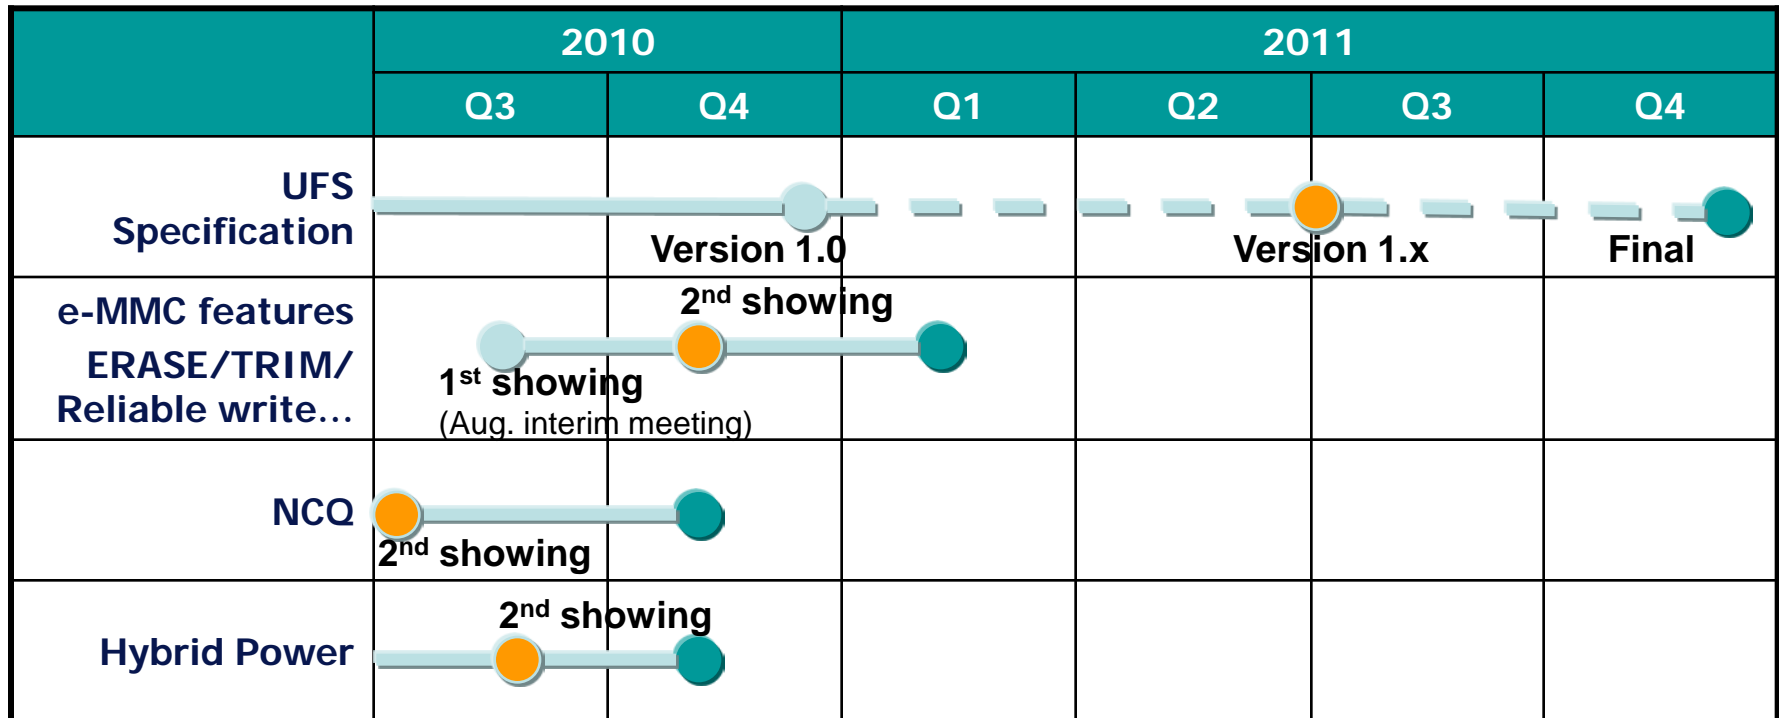 2010 2011
Q3 Q4 Q1 Q2 Q3 Q4
UFS
Specification
Version 1.0 Version 1.x Final
e-MMC features
ERASE/TRIM/
Reliable write...
2nd showing
1st showing
(Aug. interim meeting)
NCQ
2nd showing
Hybrid Power
2nd showing